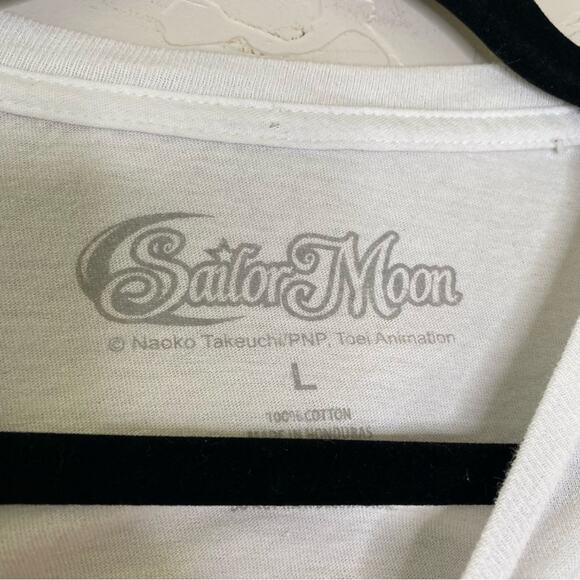 Sailor Moon
© Naoko Takeuchi/PNP, Toei Animation
L
100% COTTON
MADE IN HONDURAS